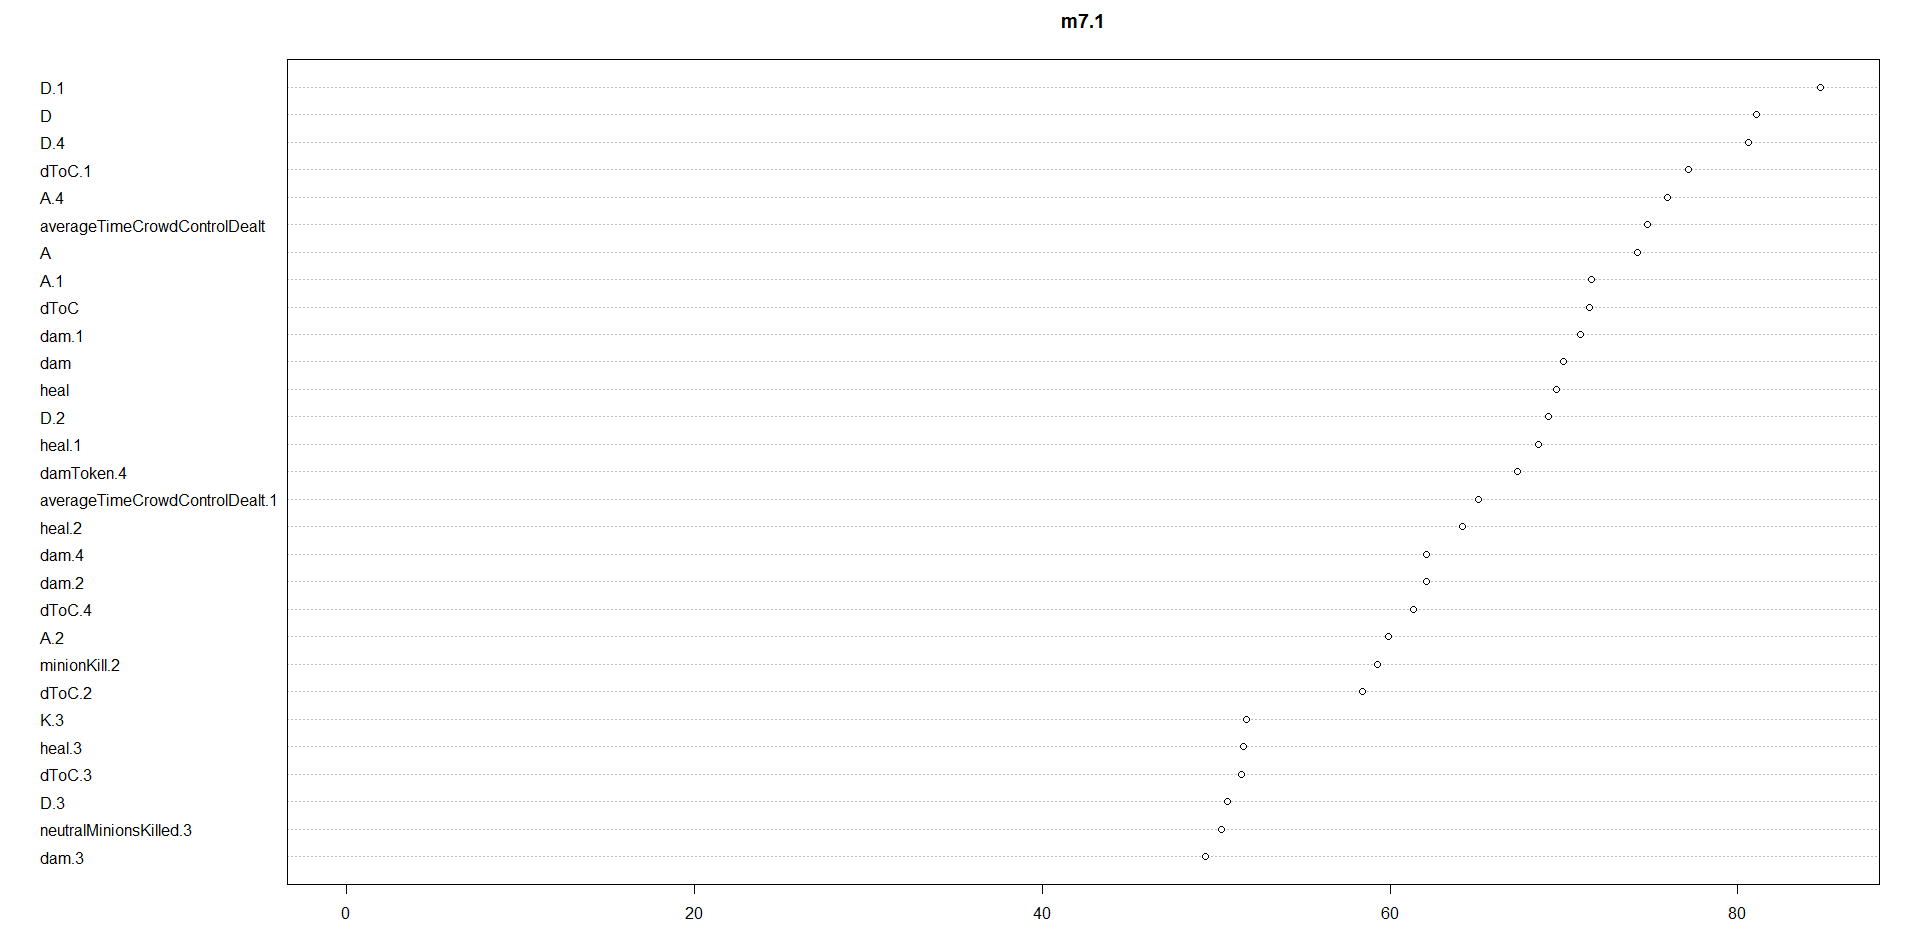 m7.1
D.1
D
D.4
dToC.1
A.4
averageTimeCrowdControlDealt
A
A.1
dToC
dam.1
dam
heal
D.2
heal.1
damToken.4
averageTimeCrowdControlDealt.1
heal.2
dam.4
dam.2
dToC.4
A.2
minionKill.2
dToC.2
K.3
heal.3
dToC.3
D.3
neutralMinionsKilled.3
dam.3
0 20 40 60 80